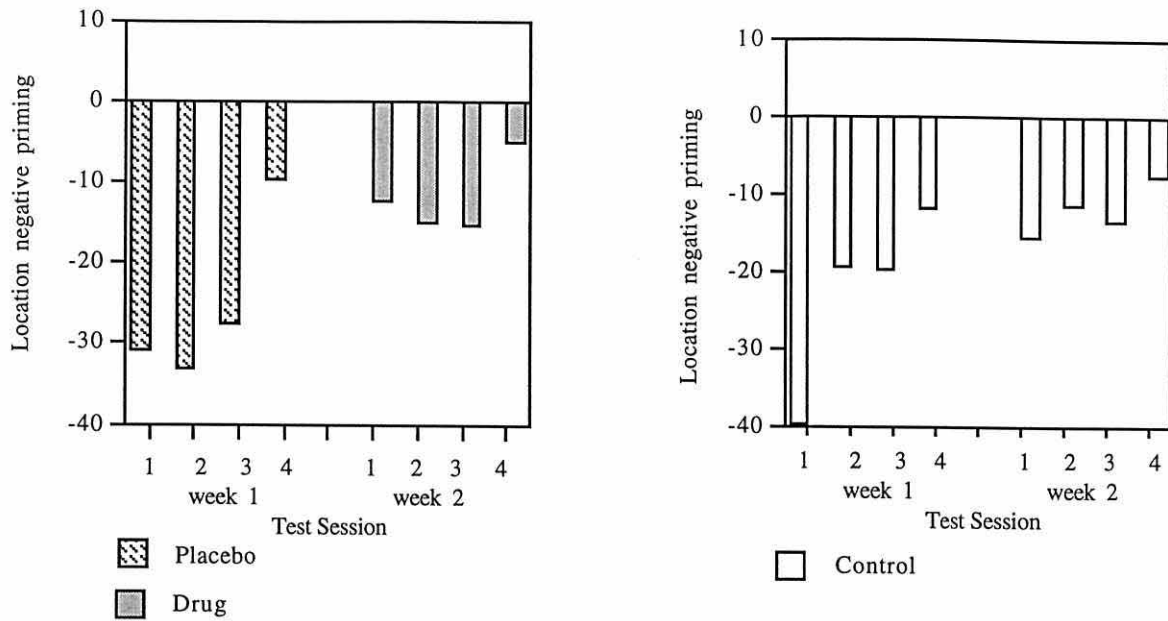 10
0
-10
-20
-30
-40
Location negative priming
1 2 3 4 1 2 3 4
week 1 week 2
Test Session
Placebo
Drug
10
0
-10
-20
-30
-40
Location negative priming
1 2 3 4 1 2 3 4
week 1 week 2
Test Session
Control